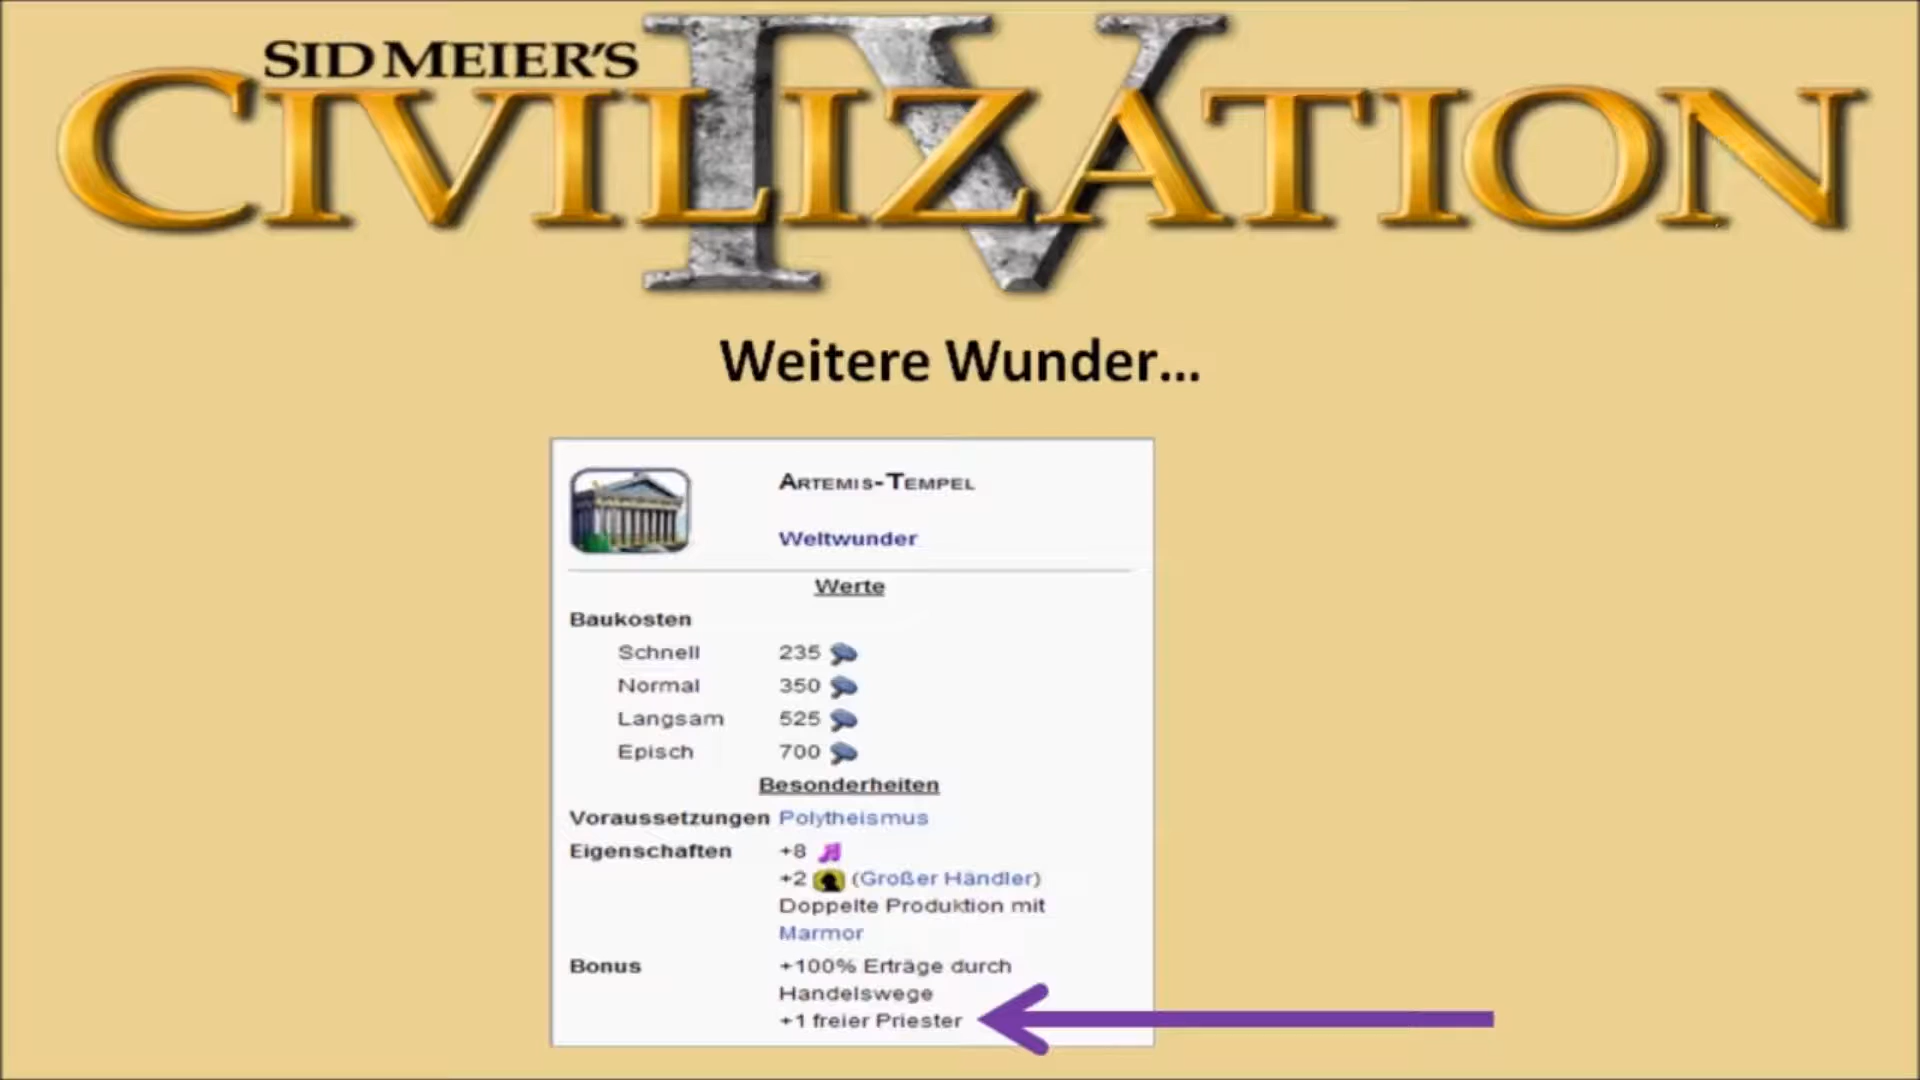 SID MEIER'S
CIVILIZATION
IV
Weitere Wunder...
ARTEMIS-TEMPEL
Weltwunder
Werte
Baukosten
Schnell 235
Normal 350
Langsam 525
Episch 700
Besonderheiten
Voraussetzungen Polytheismus
Eigenschaften +8
+2 (Großer Händler)
Doppelte Produktion mit
Marmor
Bonus +100% Erträge durch
Handelswege
+1 freier Priester